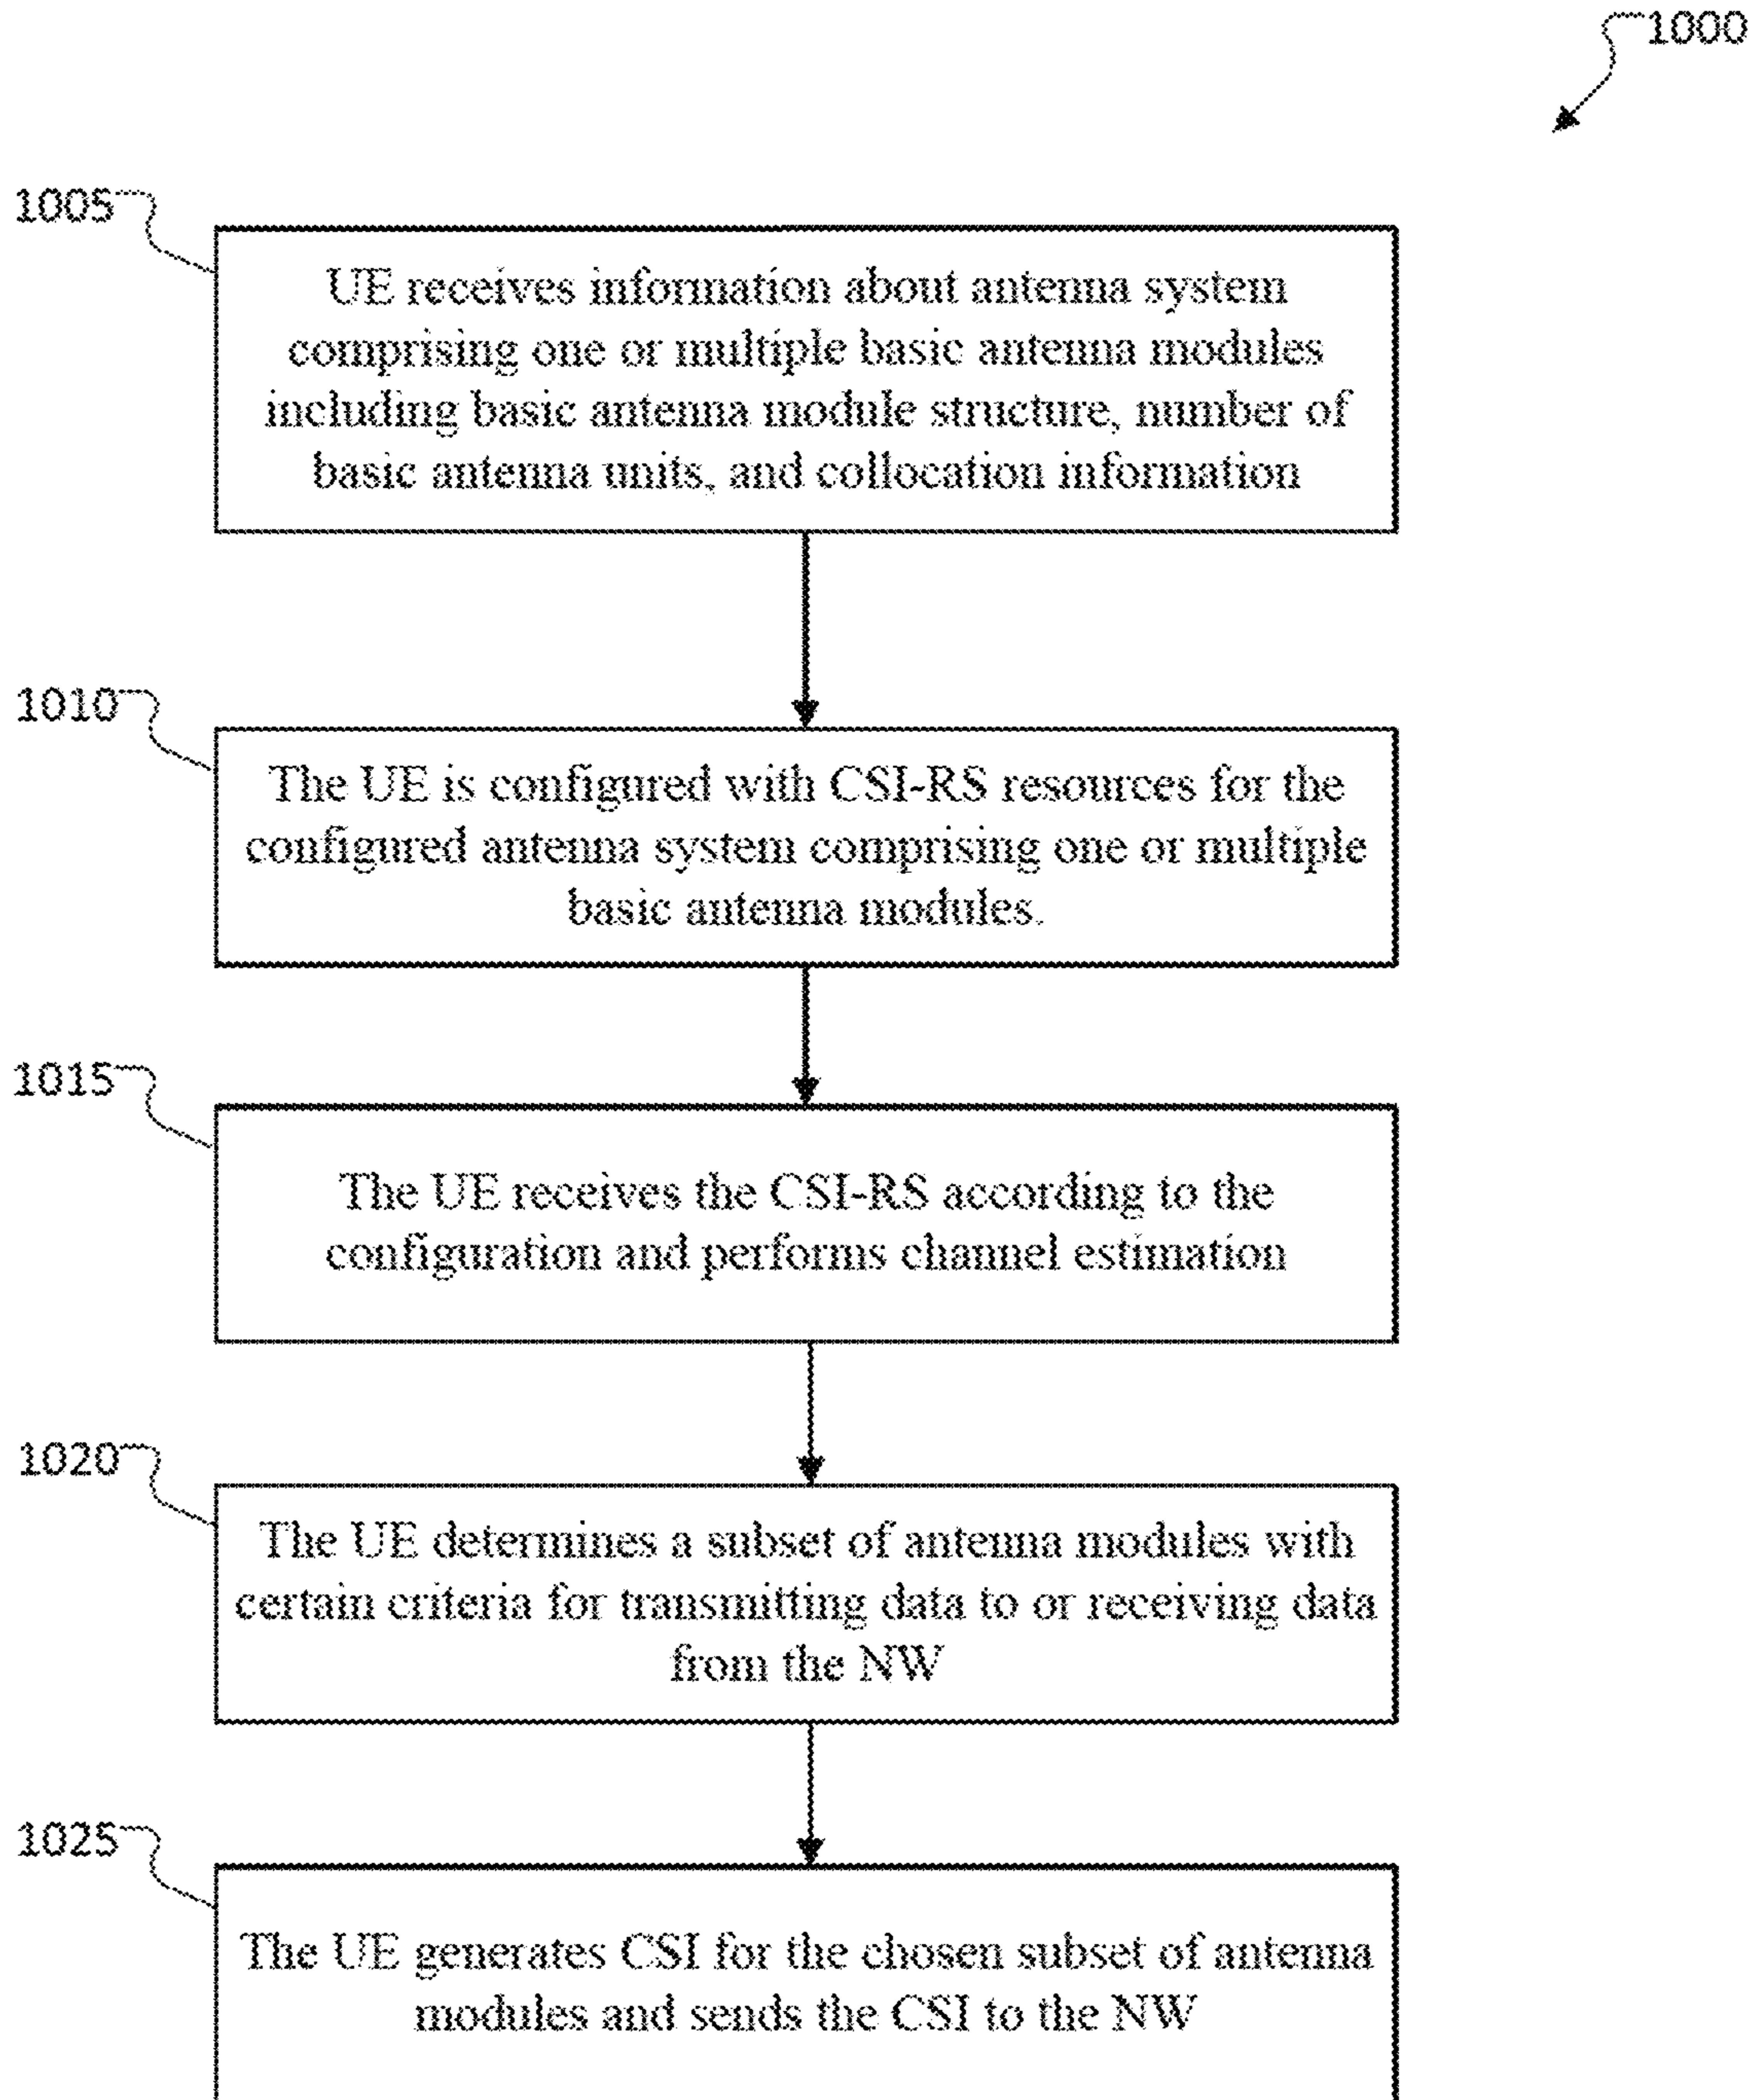 1000
1005
UE receives information about antenna system
comprising one or multiple basic antenna modules
including basic antenna module structure, number of
basic antenna units, and collocation information
1010
The UE is configured with CSI-RS resources for the
configured antenna system comprising one or multiple
basic antenna modules.
1015
The UE receives the CSI-RS according to the
configuration and performs channel estimation
1020
The UE determines a subset of antenna modules with
certain criteria for transmitting data to or receiving data
from the NW
1025
The UE generates CSI for the chosen subset of antenna
modules and sends the CSI to the NW